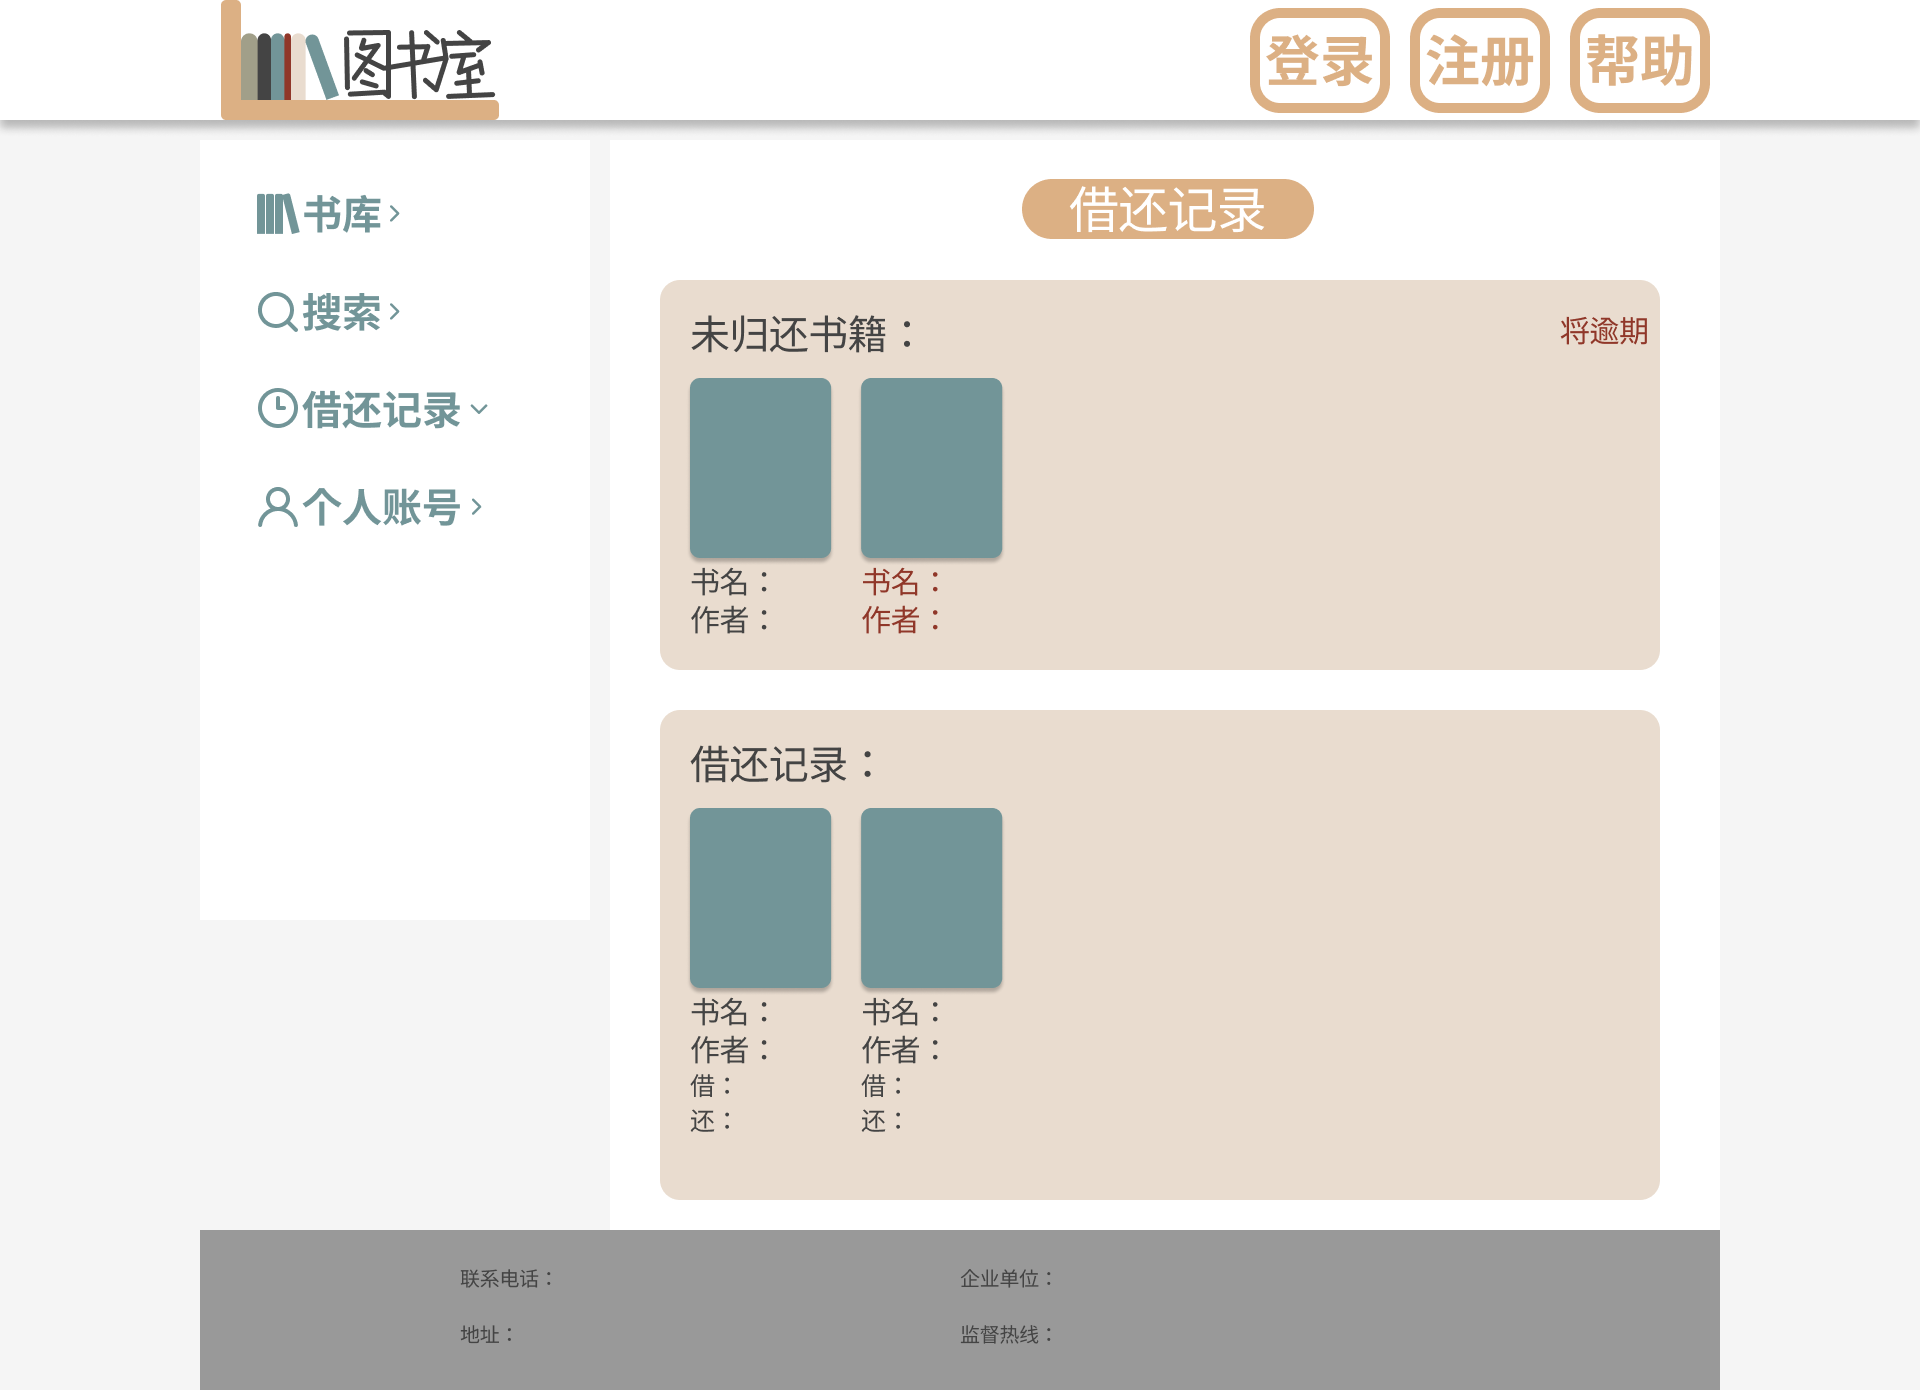 图书室
登录 注册 帮助
书库
搜索
借还记录
个人账号
借还记录
未归还书籍：
将逾期
书名： 书名：
作者： 作者：
借还记录：
书名： 书名：
作者： 作者：
借： 借：
还： 还：
联系电话： 企业单位：
地址： 监督热线：